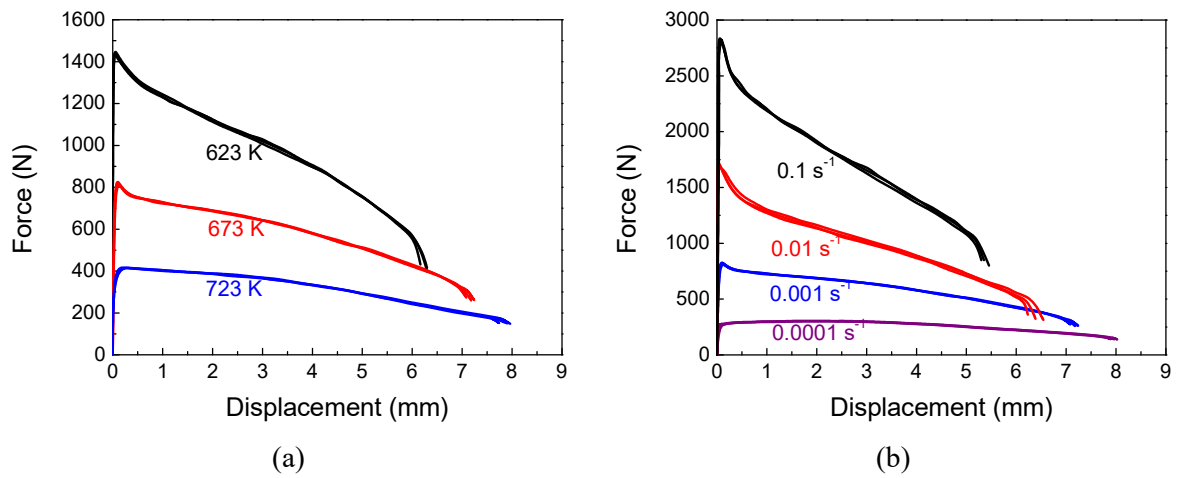 1600
1400
1200
1000
800
600
400
200
0
Force (N)
623 K
673 K
723 K
0 1 2 3 4 5 6 7 8 9
Displacement (mm)
(a)
3000
2500
2000
1500
1000
500
0
Force (N)
0.1 s⁻¹
0.01 s⁻¹
0.001 s⁻¹
0.0001 s⁻¹
0 1 2 3 4 5 6 7 8 9
Displacement (mm)
(b)